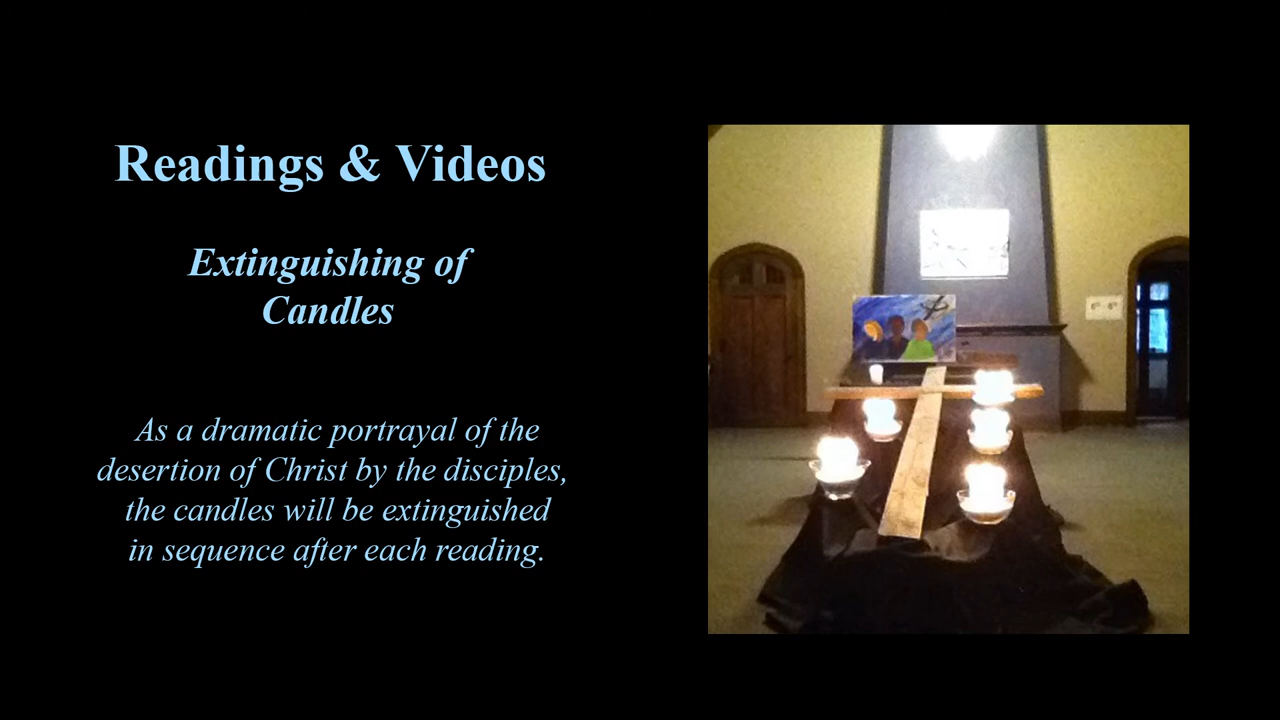 Readings & Videos
Extinguishing of
Candles
As a dramatic portrayal of the
desertion of Christ by the disciples,
the candles will be extinguished
in sequence after each reading.